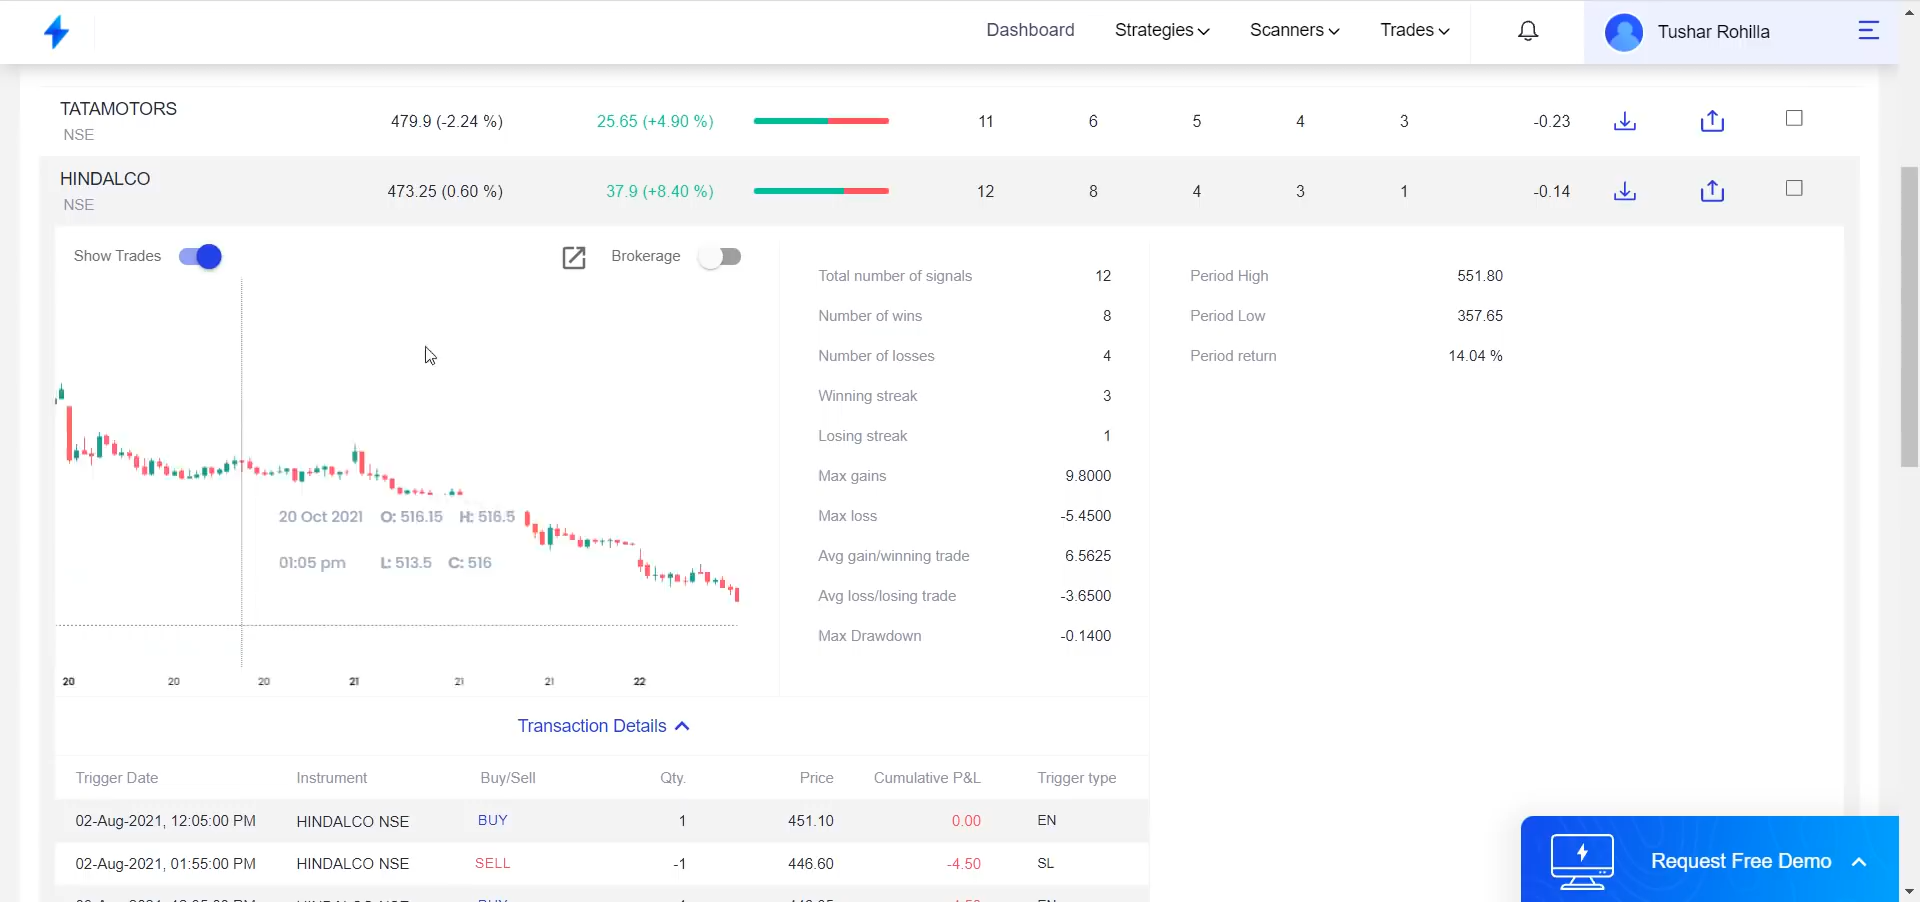 Dashboard Strategies Scanners Trades Tushar Rohilla
TATAMOTORS 479.9 (-2.24 %) 25.65 (+4.90 %) 11 6 5 4 3 -0.23
NSE
HINDALCO 473.25 (0.60 %) 37.9 (+8.40 %) 12 8 4 3 1 -0.14
NSE
Show Trades Brokerage
Total number of signals 12 Period High 551.80
Number of wins 8 Period Low 357.65
Number of losses 4 Period return 14.04 %
Winning streak 3
Losing streak 1
Max gains 9.8000
Max loss -5.4500
Avg gain/winning trade 6.5625
Avg loss/losing trade -3.6500
Max Drawdown -0.1400
20 Oct 2021 O: 516.15 H: 516.5
01:05 pm L: 513.5 C: 516
20 20 20 21 21 21 22
Transaction Details
Trigger Date Instrument Buy/Sell Qty. Price Cumulative P&L Trigger type
02-Aug-2021, 12:05:00 PM HINDALCO NSE BUY 1 451.10 0.00 EN
02-Aug-2021, 01:55:00 PM HINDALCO NSE SELL -1 446.60 -4.50 SL
Request Free Demo